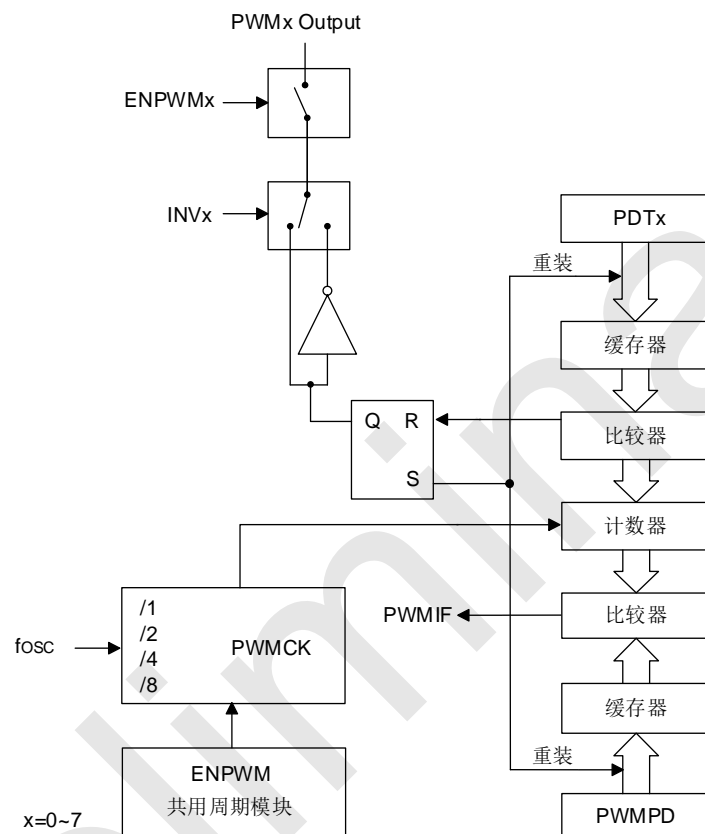 PWMx Output
ENPWMx
INVx
PDTx
重装
缓存器
Q R
比较器
S
计数器
/1
/2
/4
/8
PWMCK
fosc
PWMIF
比较器
缓存器
ENPWM
共用周期模块
重装
x=0~7
PWMPD